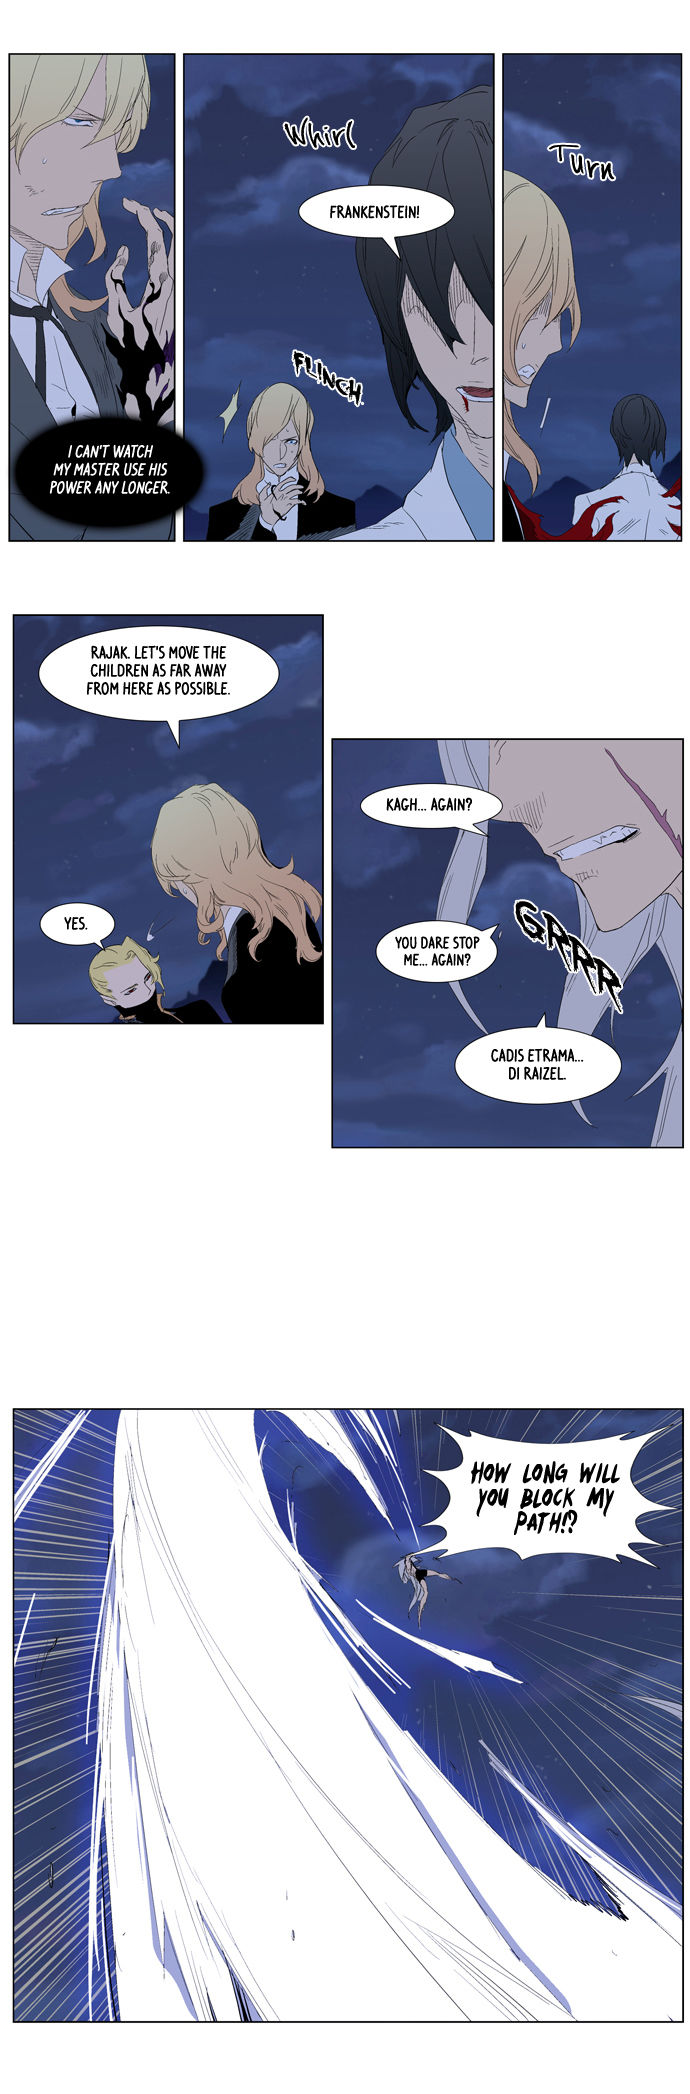 I CAN'T WATCH
MY MASTER USE HIS
POWER ANY LONGER.
Whirl
FRANKENSTEIN!
FLINCH
Turn
RAJAK. LET'S MOVE THE
CHILDREN AS FAR AWAY
FROM HERE AS POSSIBLE.
YES.
KAGH... AGAIN?
YOU DARE STOP
ME... AGAIN?
GRRR
CADIS ETRAMA...
DI RAIZEL.
HOW LONG WILL
YOU BLOCK MY
PATH!?